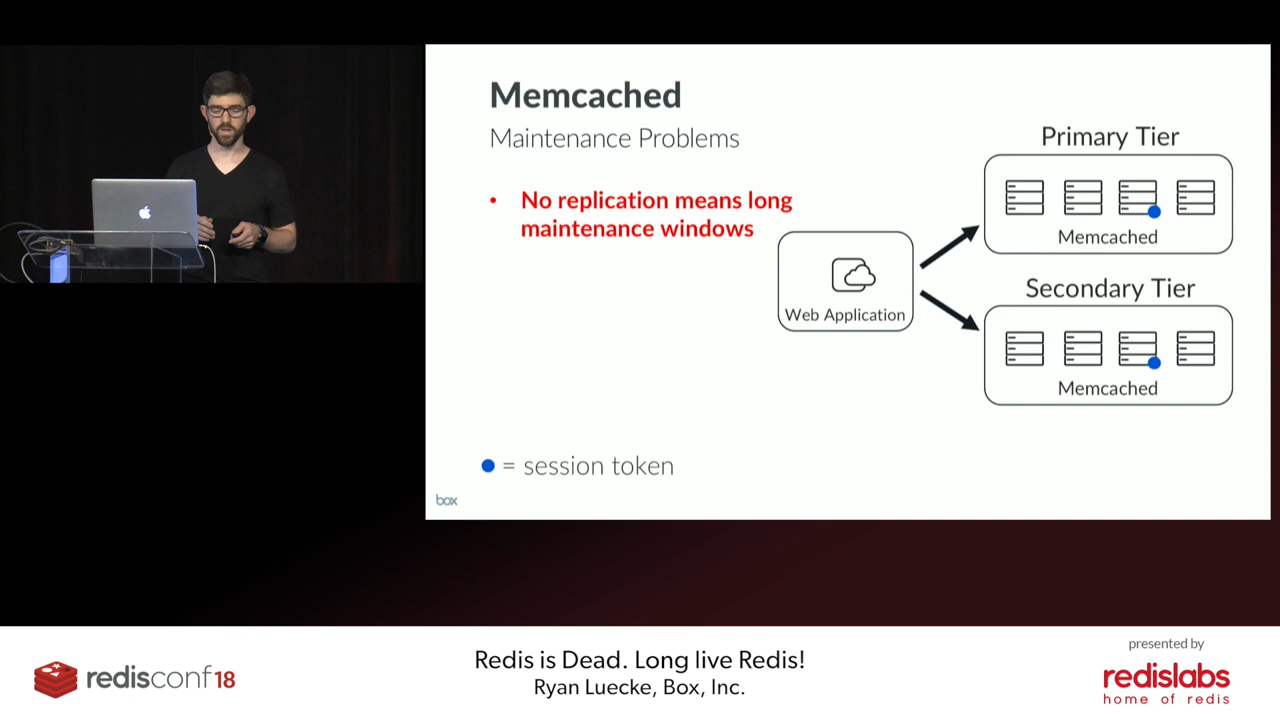 Memcached
Maintenance Problems
• No replication means long
maintenance windows
Web Application
Primary Tier
Memcached
Secondary Tier
Memcached
= session token
box
redisconf18
Redis is Dead. Long live Redis!
Ryan Luecke, Box, Inc.
presented by
redislabs
home of redis